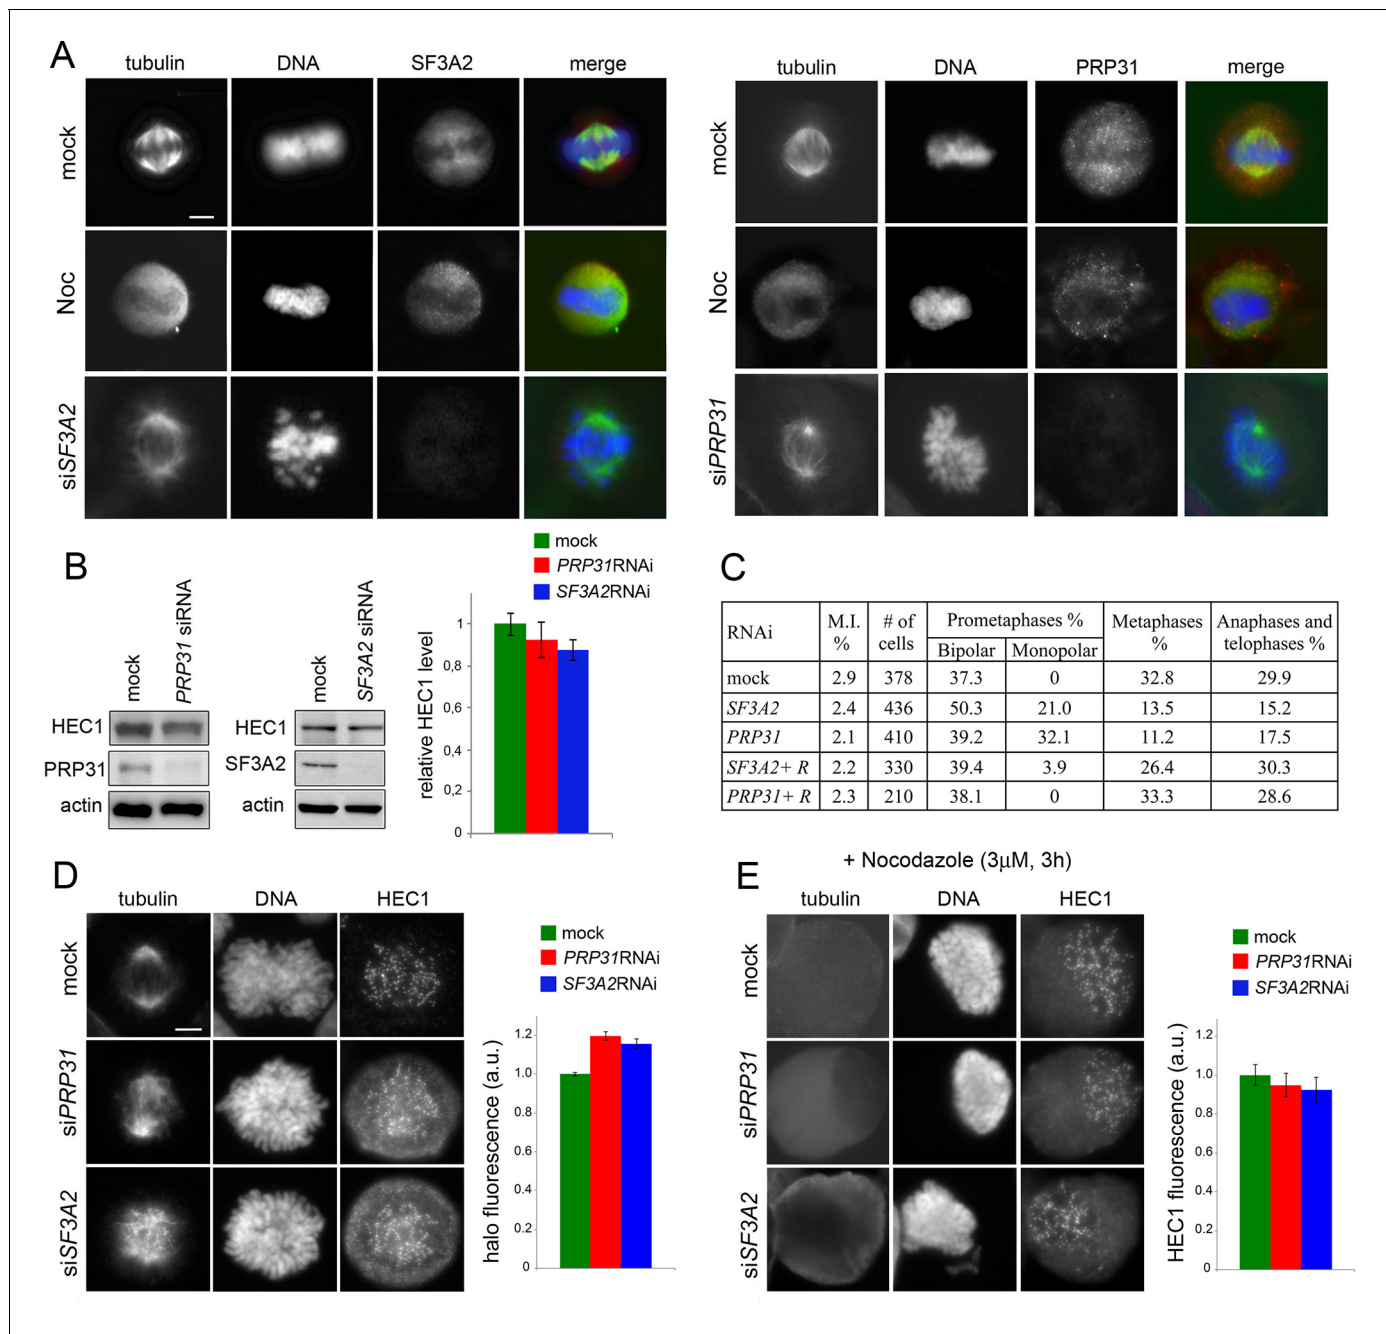 A
tubulin DNA SF3A2 merge
mock
Noc
siSF3A2
tubulin DNA PRP31 merge
mock
Noc
siPRP31
B
mock PRP31 siRNA
HEC1
PRP31
actin
mock SF3A2 siRNA
HEC1
SF3A2
actin
mock
PRP31RNAi
SF3A2RNAi
relative HEC1 level
1
0,8
0,6
0,4
0,2
0
C
RNAi M.I. % # of cells Prometaphases % Metaphases % Anaphases and telophases %
Bipolar Monopolar
mock 2.9 378 37.3 0 32.8 29.9
SF3A2 2.4 436 50.3 21.0 13.5 15.2
PRP31 2.1 410 39.2 32.1 11.2 17.5
SF3A2+ R 2.2 330 39.4 3.9 26.4 30.3
PRP31+ R 2.3 210 38.1 0 33.3 28.6
D
tubulin DNA HEC1
mock
siPRP31
siSF3A2
mock
PRP31RNAi
SF3A2RNAi
halo fluorescence (a.u.)
1.2
1.0
0.8
0.6
0.4
0.2
0
E
+ Nocodazole (3µM, 3h)
tubulin DNA HEC1
mock
siPRP31
siSF3A2
mock
PRP31RNAi
SF3A2RNAi
HEC1 fluorescence (a.u.)
1.2
1.0
0.8
0.6
0.4
0.2
0